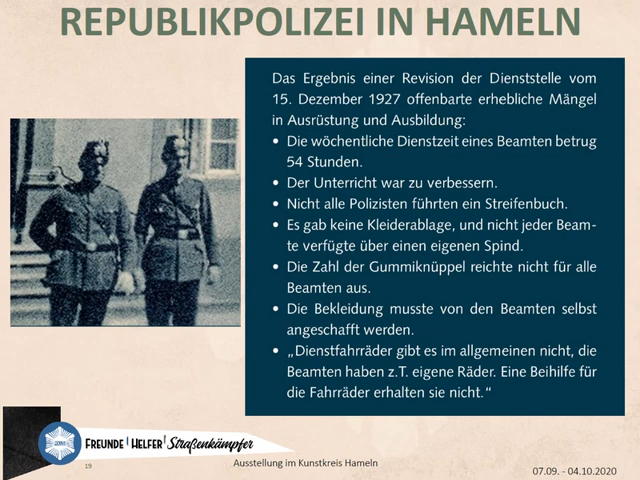 REPUBLIKPOLIZEI IN HAMELN
Das Ergebnis einer Revision der Dienststelle vom
15. Dezember 1927 offenbarte erhebliche Mängel
in Ausrüstung und Ausbildung:
• Die wöchentliche Dienstzeit eines Beamten betrug
54 Stunden.
• Der Unterricht war zu verbessern.
• Nicht alle Polizisten führten ein Streifenbuch.
• Es gab keine Kleiderablage, und nicht jeder Beam-
te verfügte über einen eigenen Spind.
• Die Zahl der Gummiknüppel reichte nicht für alle
Beamten aus.
• Die Bekleidung musste von den Beamten selbst
angeschafft werden.
• „Dienstfahrräder gibt es im allgemeinen nicht, die
Beamten haben z.T. eigene Räder. Eine Beihilfe für
die Fahrräder erhalten sie nicht.“
FREUNDE | HELFER | Straßenkämpfer
19
Ausstellung im Kunstkreis Hameln
07.09. - 04.10.2020